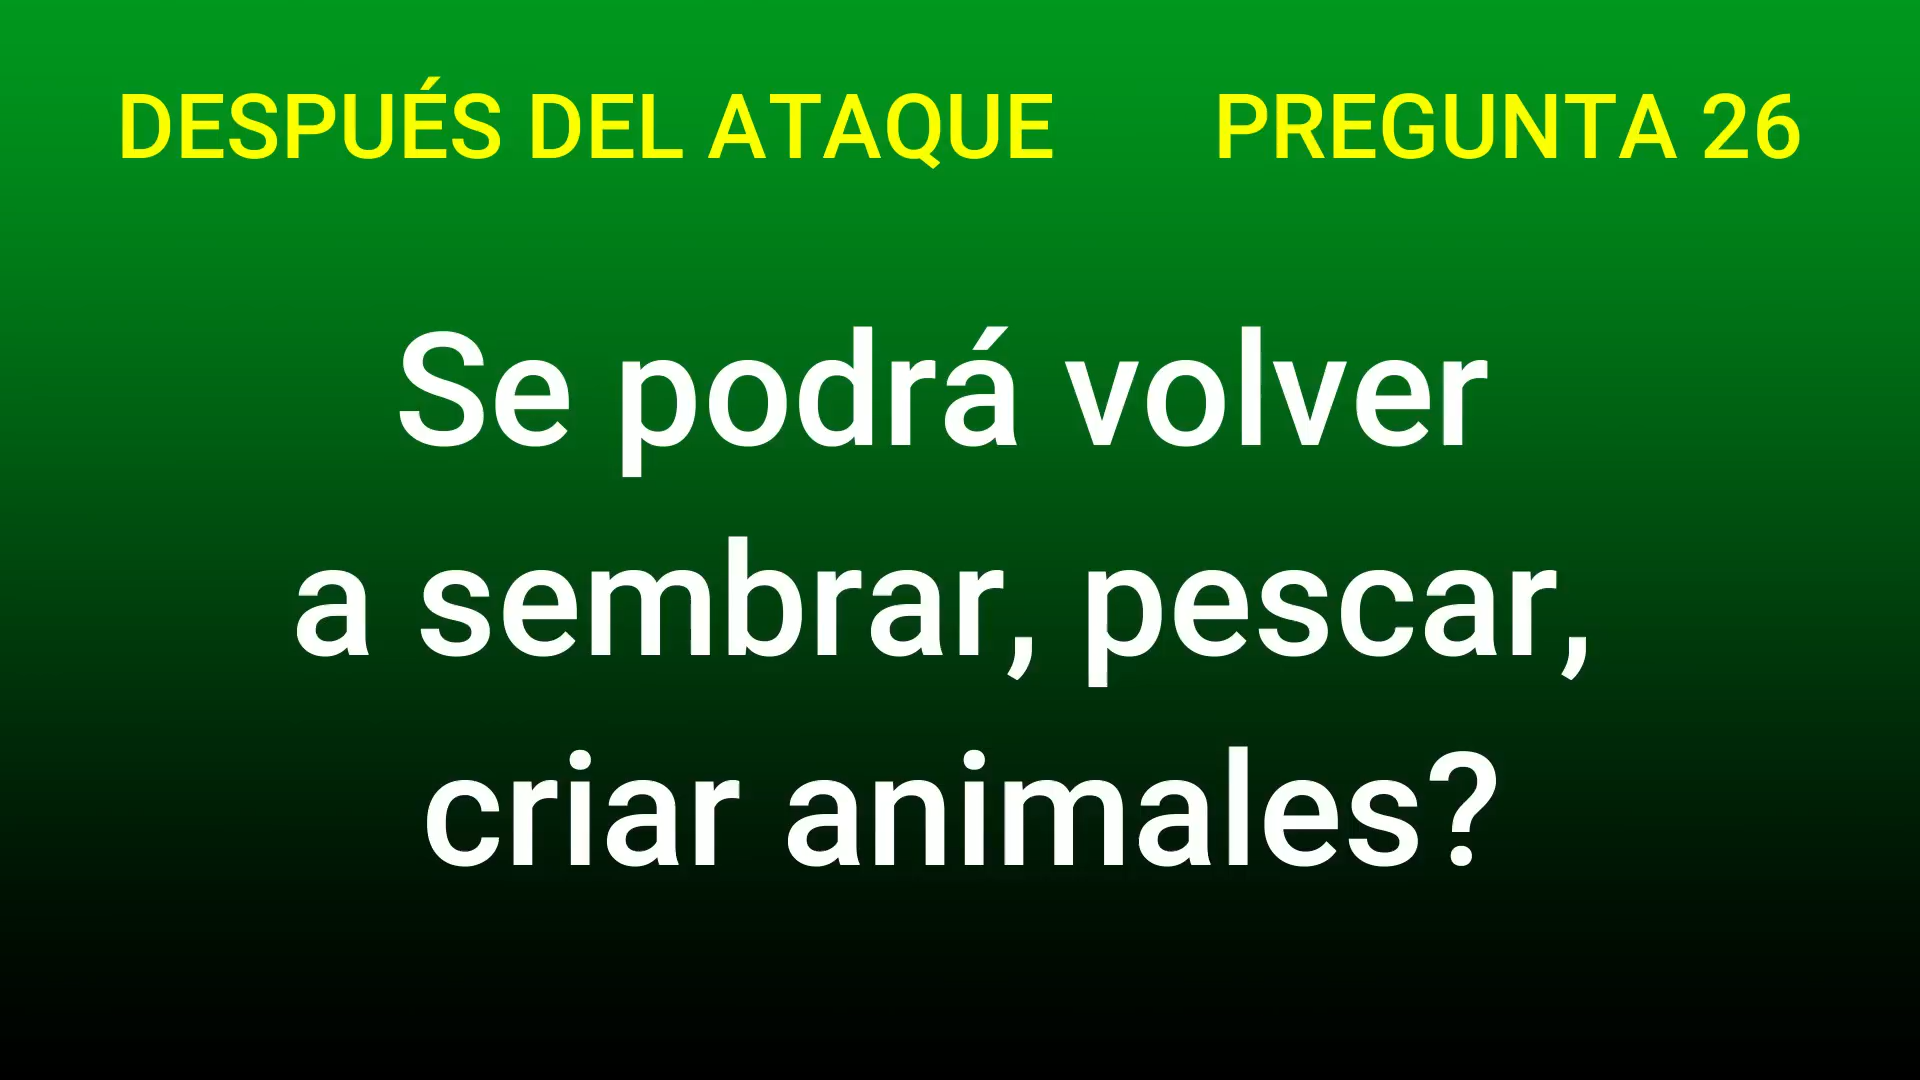 DESPUÉS DEL ATAQUE PREGUNTA 26
Se podrá volver
a sembrar, pescar,
criar animales?